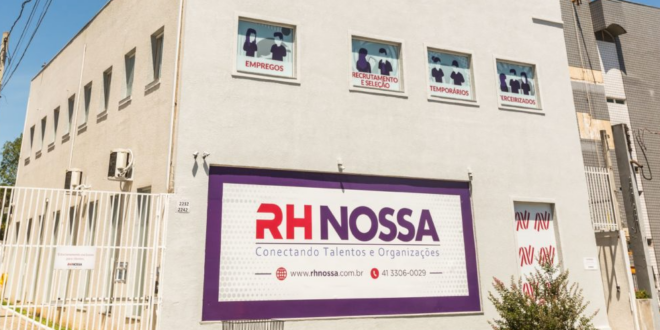 EMPREGOS
RECRUTAMENTO
E SELEÇÃO
TEMPORÁRIOS
TERCEIRIZADOS
RH NOSSA
Conectando Talentos e Organizações
www.rhnossa.com.br
41 3306-0029